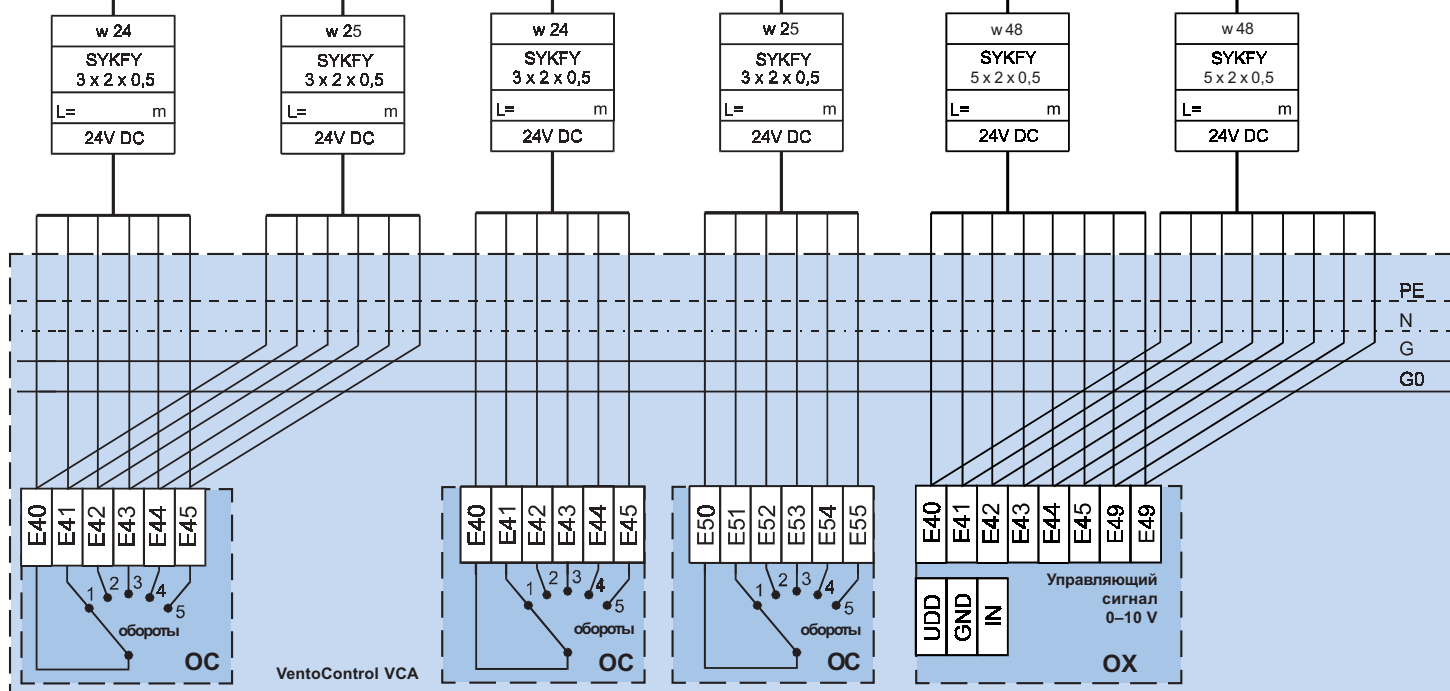 w 24
SYKFY
3 x 2 x 0,5
L= m
24V DC
w 25
SYKFY
3 x 2 x 0,5
L= m
24V DC
w 24
SYKFY
3 x 2 x 0,5
L= m
24V DC
w 25
SYKFY
3 x 2 x 0,5
L= m
24V DC
w 48
SYKFY
5 x 2 x 0,5
L= m
24V DC
w 48
SYKFY
5 x 2 x 0,5
L= m
24V DC
PE
N
G
G0
E40 E41 E42 E43 E44 E45
1 2 3 4 5
обороты
OC
VentoControl VCA
E40 E41 E42 E43 E44 E45
1 2 3 4 5
обороты
OC
E50 E51 E52 E53 E54 E55
1 2 3 4 5
обороты
OC
E40 E41 E42 E43 E44 E45 E49 E49
UDD GND IN
Управляющий
сигнал
0–10 V
OX